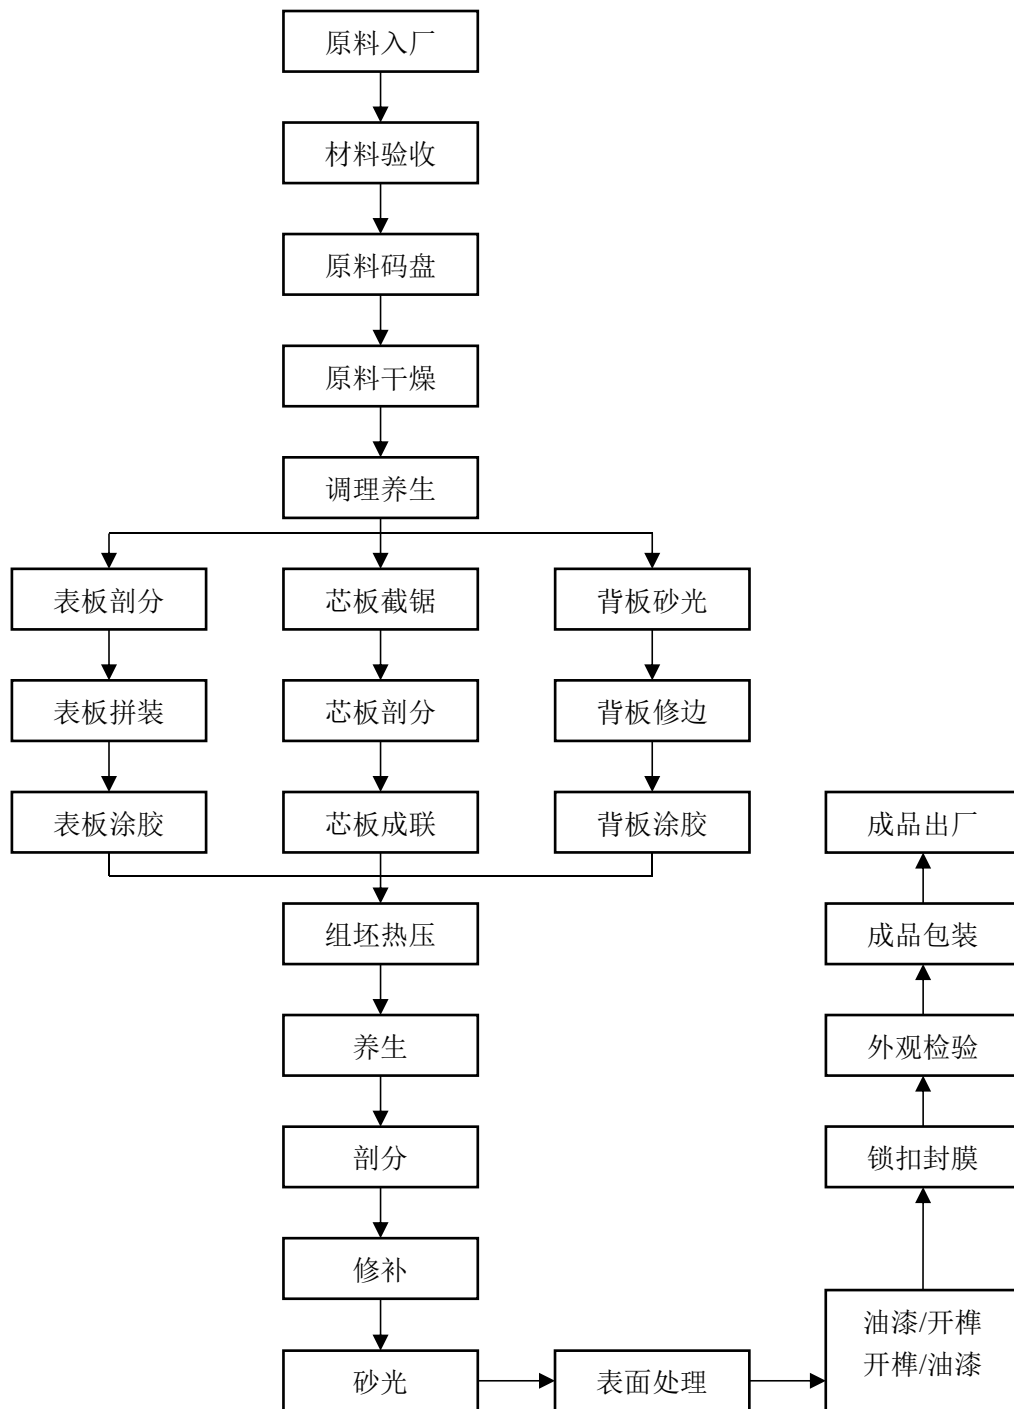 原料入厂
材料验收
原料码盘
原料干燥
调理养生
表板剖分
芯板截锯
背板砂光
表板拼装
芯板剖分
背板修边
表板涂胶
芯板成联
背板涂胶
成品出厂
组坯热压
成品包装
养生
外观检验
剖分
锁扣封膜
修补
油漆/开榫
开榫/油漆
砂光
表面处理